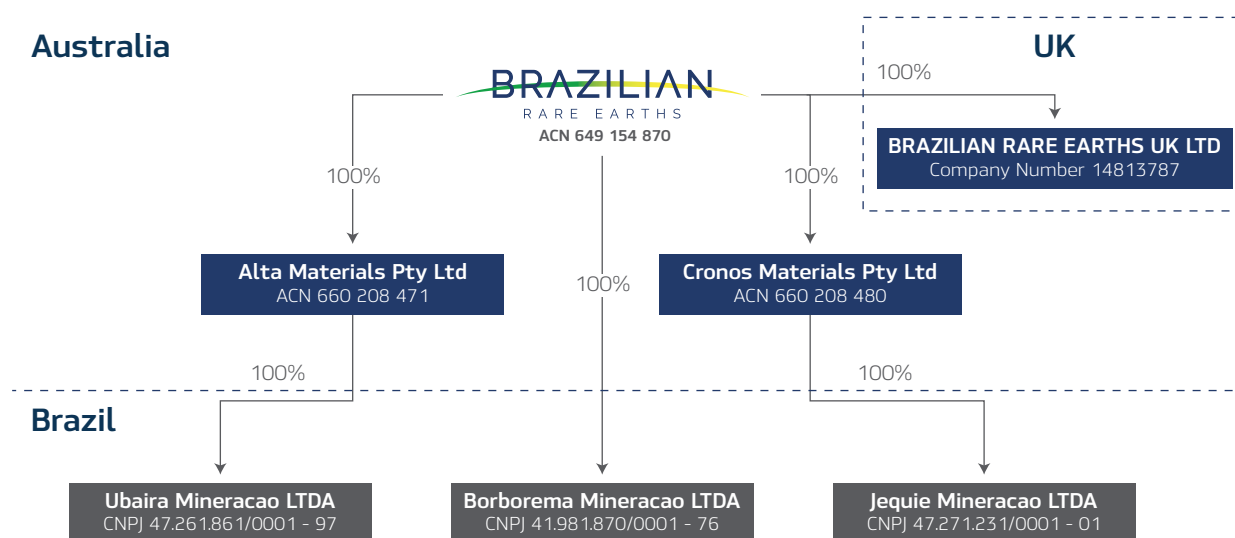 Australia
UK
BRAZILIAN
RARE EARTHS
ACN 649 154 870
100%
BRAZILIAN RARE EARTHS UK LTD
Company Number 14813787
100%
100%
Alta Materials Pty Ltd
ACN 660 208 471
100%
Cronos Materials Pty Ltd
ACN 660 208 480
100%
100%
Brazil
Ubaira Mineracao LTDA
CNPJ 47.261.861/0001 - 97
Borborema Mineracao LTDA
CNPJ 41.981.870/0001 - 76
Jequie Mineracao LTDA
CNPJ 47.271.231/0001 - 01